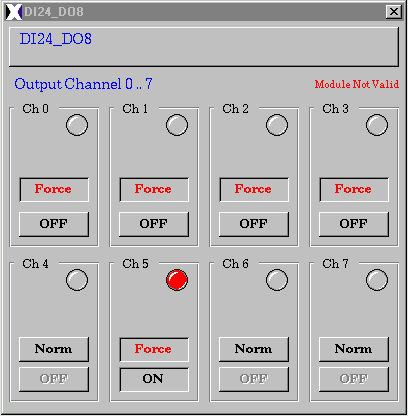 DI24_DO8
DI24_DO8
Output Channel 0 .. 7 Module Not Valid
Ch 0 Ch 1 Ch 2 Ch 3
Force Force Force Force
OFF OFF OFF OFF
Ch 4 Ch 5 Ch 6 Ch 7
Norm Force Norm Norm
OFF ON OFF OFF